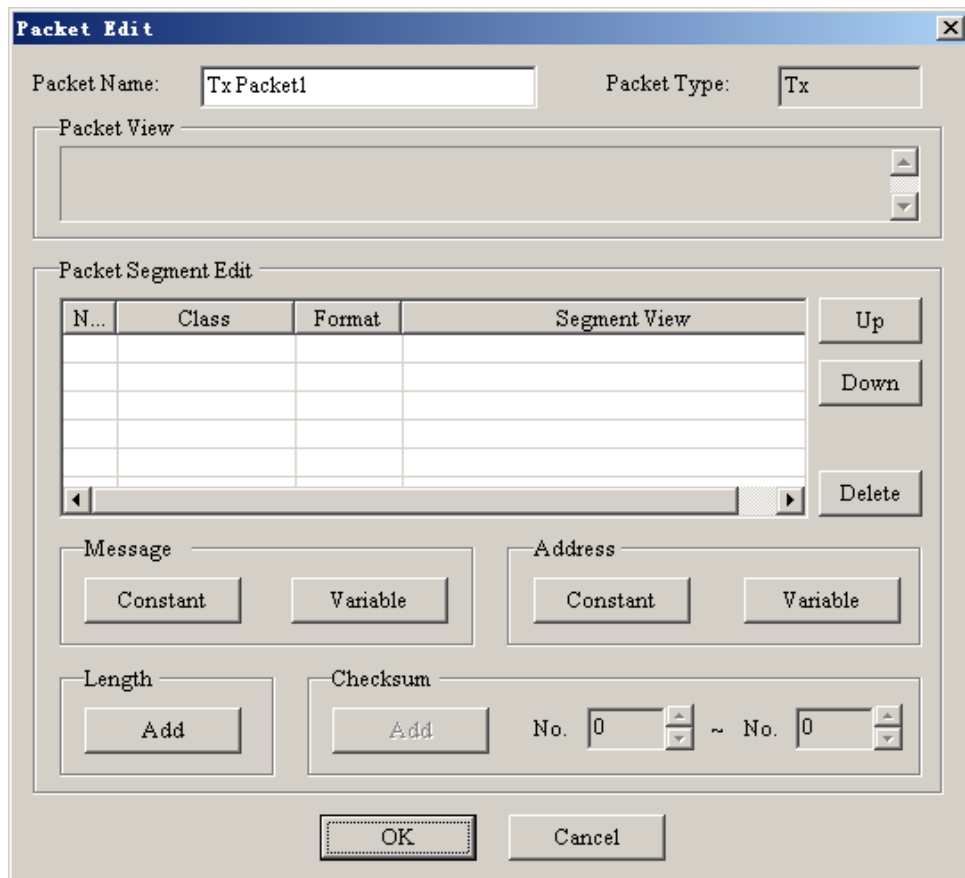 Packet Edit
Packet Name: Tx Packet1 Packet Type: Tx
Packet View
Packet Segment Edit
N... Class Format Segment View
Up
Down
Delete
Message Address
Constant Variable Constant Variable
Length Checksum
Add Add No. 0 ~ No. 0
OK Cancel